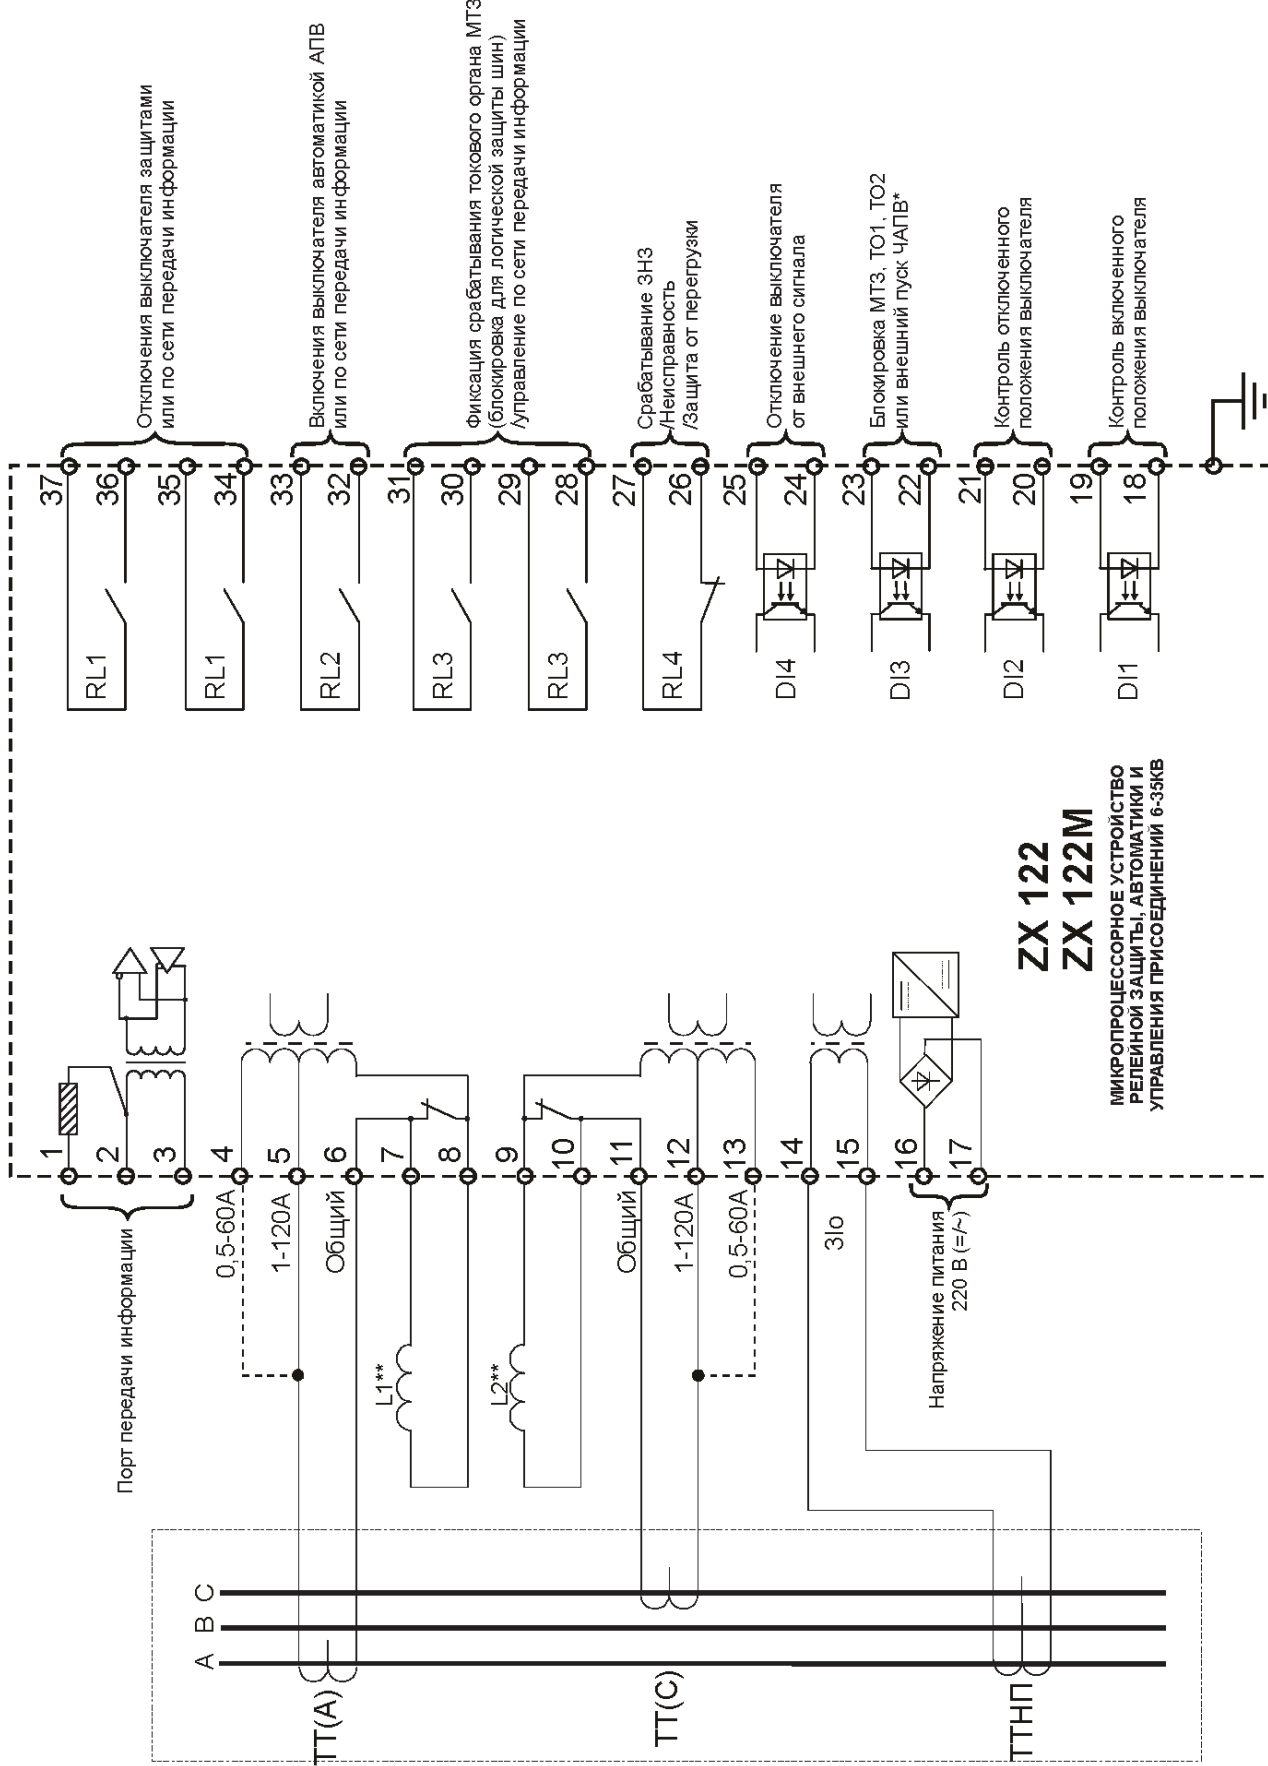 Порт передачи информации
1
2
3
0,5-60А
4
1-120А
5
Общий
6
7
8
L1**
9
10
L2**
Общий
11
1-120А
12
0,5-60А
13
14
3Io
15
Напряжение питания
220 В (=/~)
16
17
А
В
С
ТТ(А)
ТТ(С)
ТТНП
ZX 122
ZX 122M
МИКРОПРОЦЕССОРНОЕ УСТРОЙСТВО
РЕЛЕЙНОЙ ЗАЩИТЫ, АВТОМАТИКИ И
УПРАВЛЕНИЯ ПРИСОЕДИНЕНИЙ 6-35КВ
RL1
37
36
RL1
35
34
Отключения выключателя защитами
или по сети передачи информации
RL2
33
32
Включения выключателя автоматикой АПВ
или по сети передачи информации
RL3
31
30
RL3
29
28
Фиксация срабатывания токового органа МТЗ
(блокировка для логической защиты шин)
/управление по сети передачи информации
RL4
27
26
Срабатывание ЗНЗ
/Неисправность
/Защита от перегрузки
DI4
25
24
Отключение выключателя
от внешнего сигнала
DI3
23
22
Блокировка МТЗ, ТО1, ТО2
или внешний пуск ЧАПВ*
DI2
21
20
Контроль отключенного
положения выключателя
DI1
19
18
Контроль включенного
положения выключателя